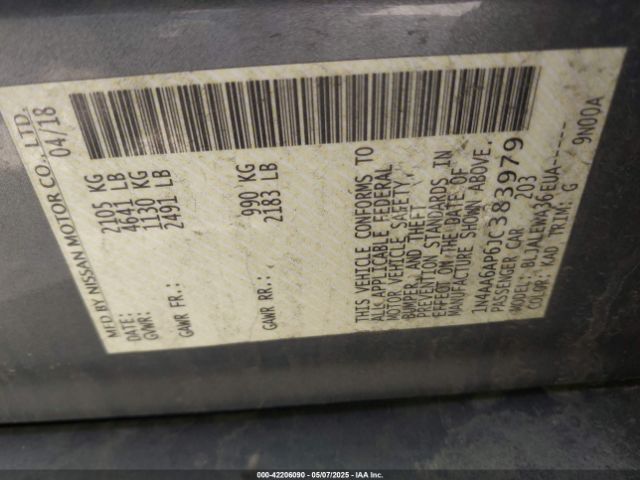 MFD BY NISSAN MOTOR CO., LTD.
DATE: 04/18
GVWR: 2105 KG
4641 LB
GAWR FR.: 1130 KG
2491 LB
GAWR RR.: 990 KG
2183 LB
THIS VEHICLE CONFORMS TO
ALL APPLICABLE FEDERAL
MOTOR VEHICLE SAFETY,
BUMPER, AND THEFT
PREVENTION STANDARDS IN
EFFECT ON THE DATE OF
MANUFACTURE SHOWN ABOVE.
1N4AA6AP6JC383979
PASSENGER CAR 203
MODEL: BLJALEWA36EUA------
COLOR: KAD TRIM: G 9N00A
000-42206090 - 05/07/2025 - IAA Inc.